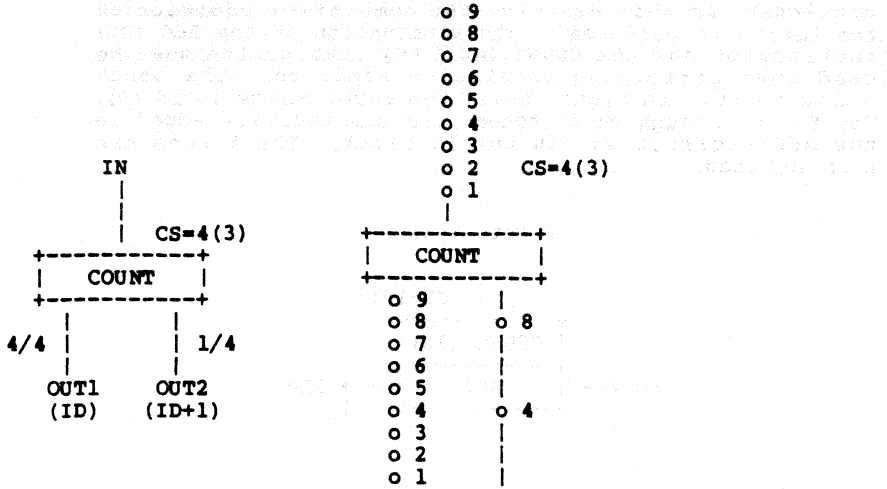 o 9
o 8
o 7
o 6
o 5
o 4
o 3
o 2 CS=4(3)
o 1
IN
CS=4(3)
COUNT
4/4 1/4
OUT1 OUT2
(ID) (ID+1)
COUNT
o 9
o 8 o 8
o 7
o 6
o 5
o 4 o 4
o 3
o 2
o 1